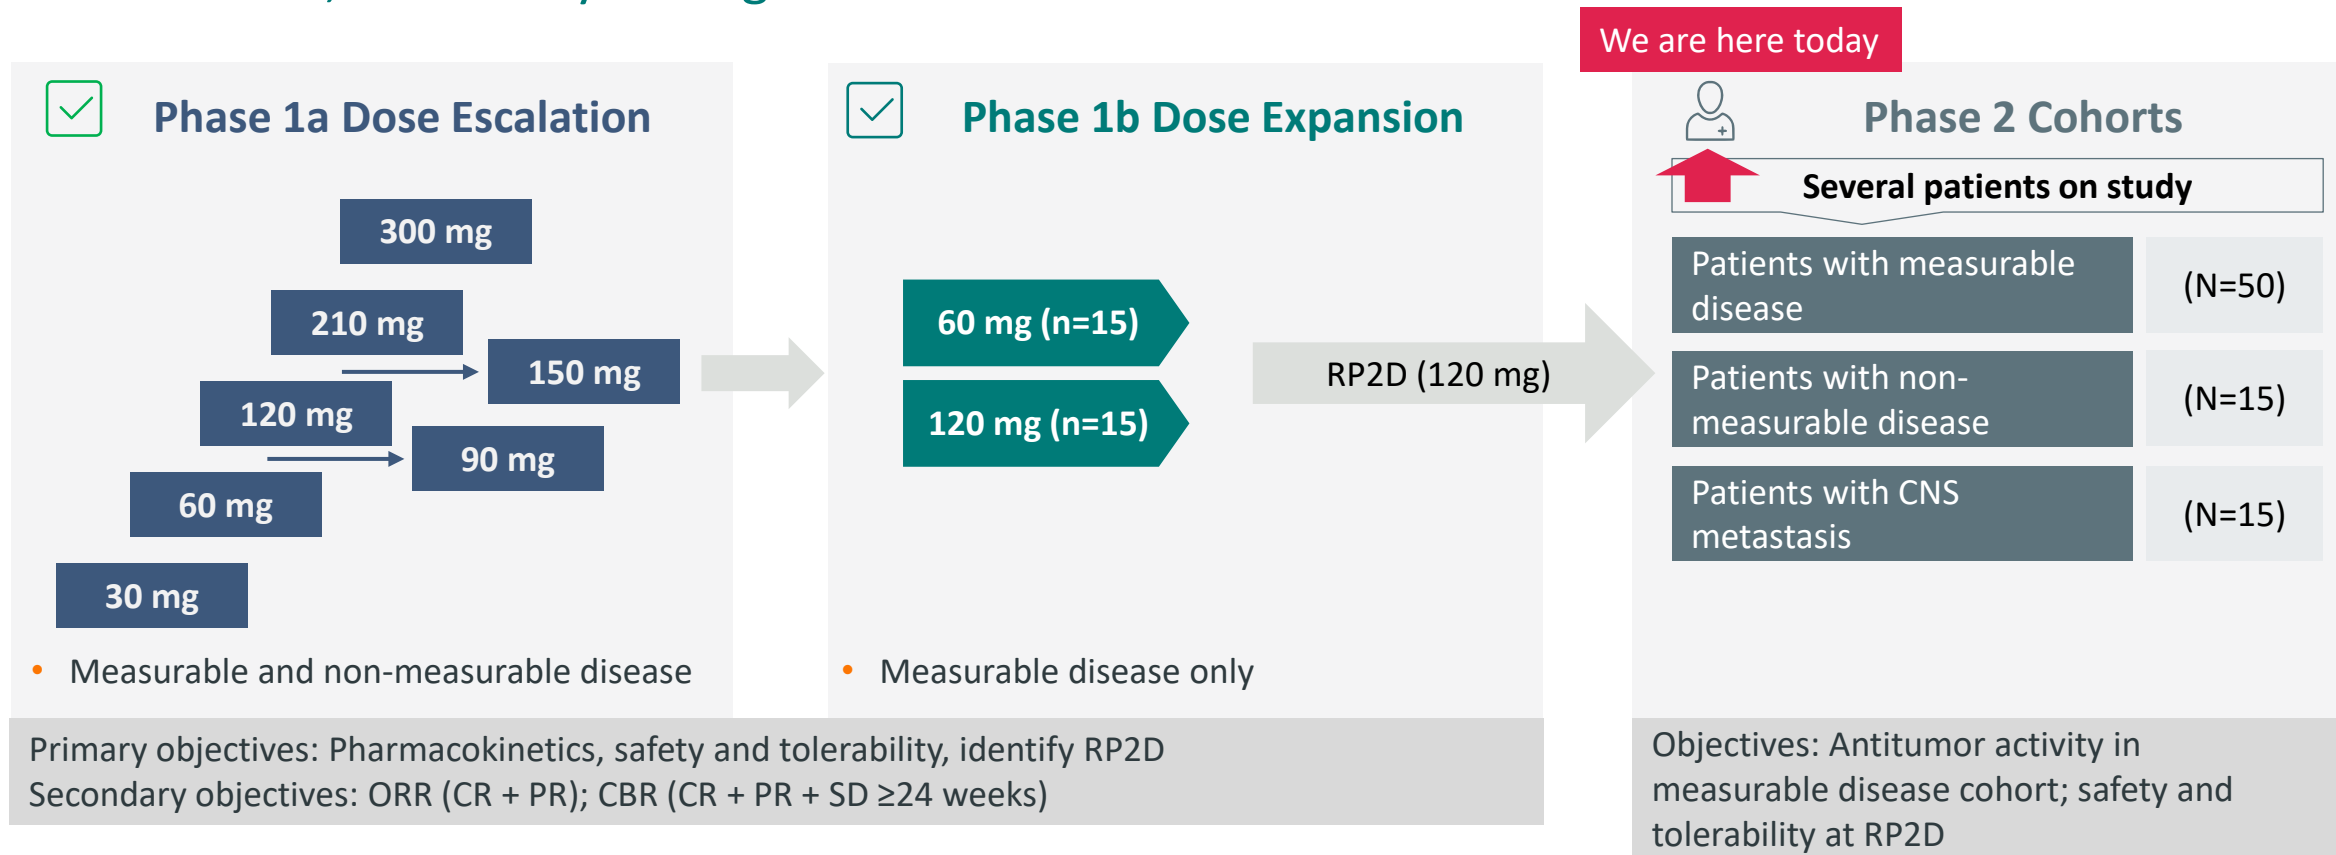 We are here today
Phase 1a Dose Escalation
300 mg
210 mg
150 mg
120 mg
90 mg
60 mg
30 mg
• Measurable and non-measurable disease
Phase 1b Dose Expansion
60 mg (n=15)
120 mg (n=15)
• Measurable disease only
RP2D (120 mg)
Primary objectives: Pharmacokinetics, safety and tolerability, identify RP2D
Secondary objectives: ORR (CR + PR); CBR (CR + PR + SD ≥24 weeks)
Phase 2 Cohorts
Several patients on study
Patients with measurable
disease
(N=50)
Patients with non-
measurable disease
(N=15)
Patients with CNS
metastasis
(N=15)
Objectives: Antitumor activity in
measurable disease cohort; safety and
tolerability at RP2D